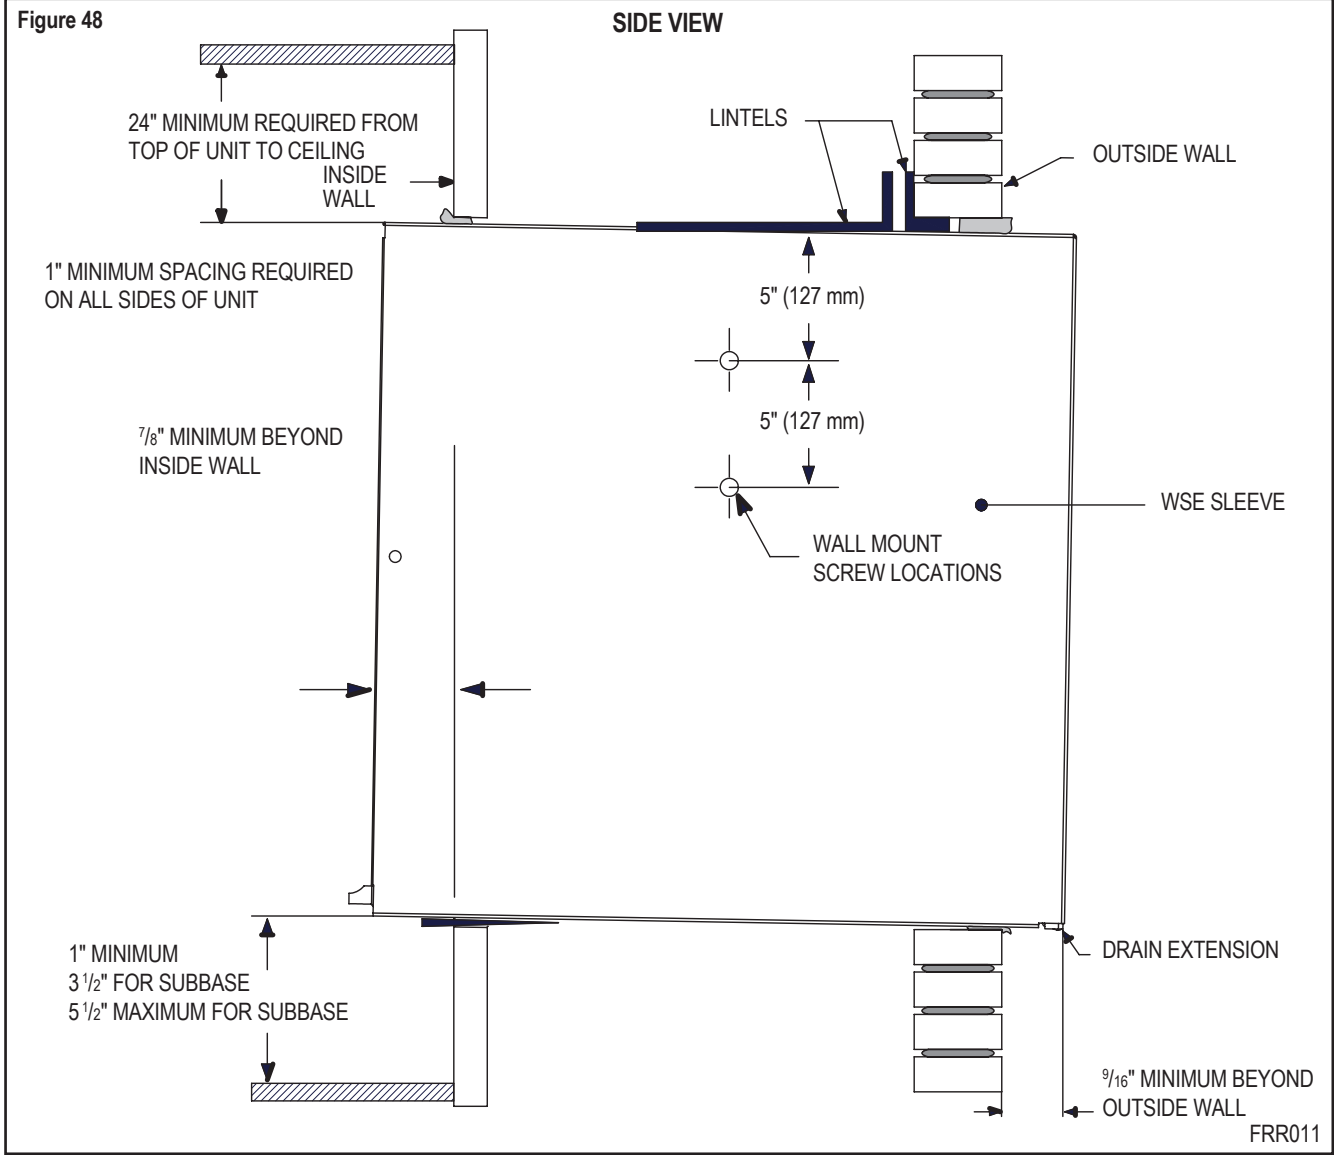 Figure 48
SIDE VIEW
24" MINIMUM REQUIRED FROM
TOP OF UNIT TO CEILING
INSIDE
WALL
LINTELS
OUTSIDE WALL
1" MINIMUM SPACING REQUIRED
ON ALL SIDES OF UNIT
5" (127 mm)
5" (127 mm)
7/8" MINIMUM BEYOND
INSIDE WALL
WSE SLEEVE
WALL MOUNT
SCREW LOCATIONS
1" MINIMUM
3 1/2" FOR SUBBASE
5 1/2" MAXIMUM FOR SUBBASE
DRAIN EXTENSION
9/16" MINIMUM BEYOND
OUTSIDE WALL
FRR011